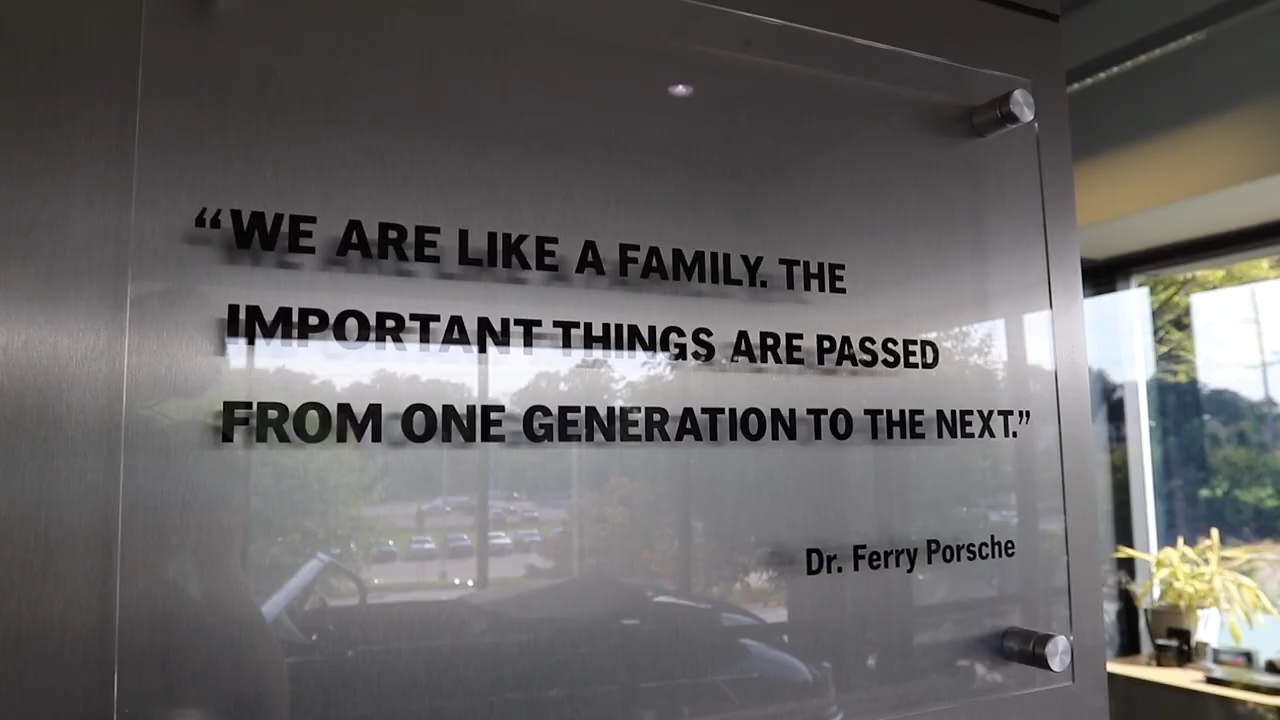 “WE ARE LIKE A FAMILY. THE
IMPORTANT THINGS ARE PASSED
FROM ONE GENERATION TO THE NEXT.”
Dr. Ferry Porsche